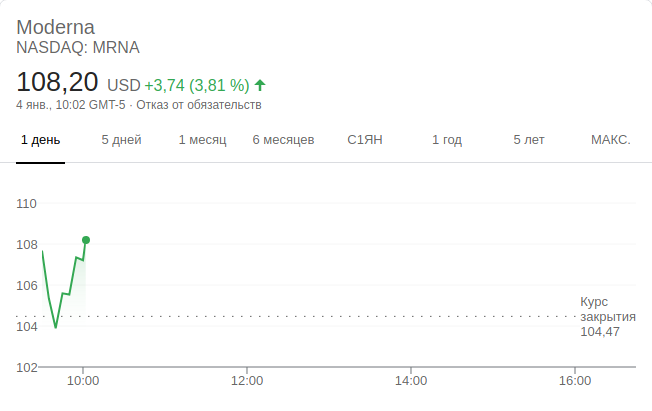 Moderna
NASDAQ: MRNA
108,20 USD +3,74 (3,81 %)
4 янв., 10:02 GMT-5 · Отказ от обязательств
1 день 5 дней 1 месяц 6 месяцев С1ЯН 1 год 5 лет МАКС.
110
108
106
104
102
Курс
закрытия
104,47
10:00 12:00 14:00 16:00